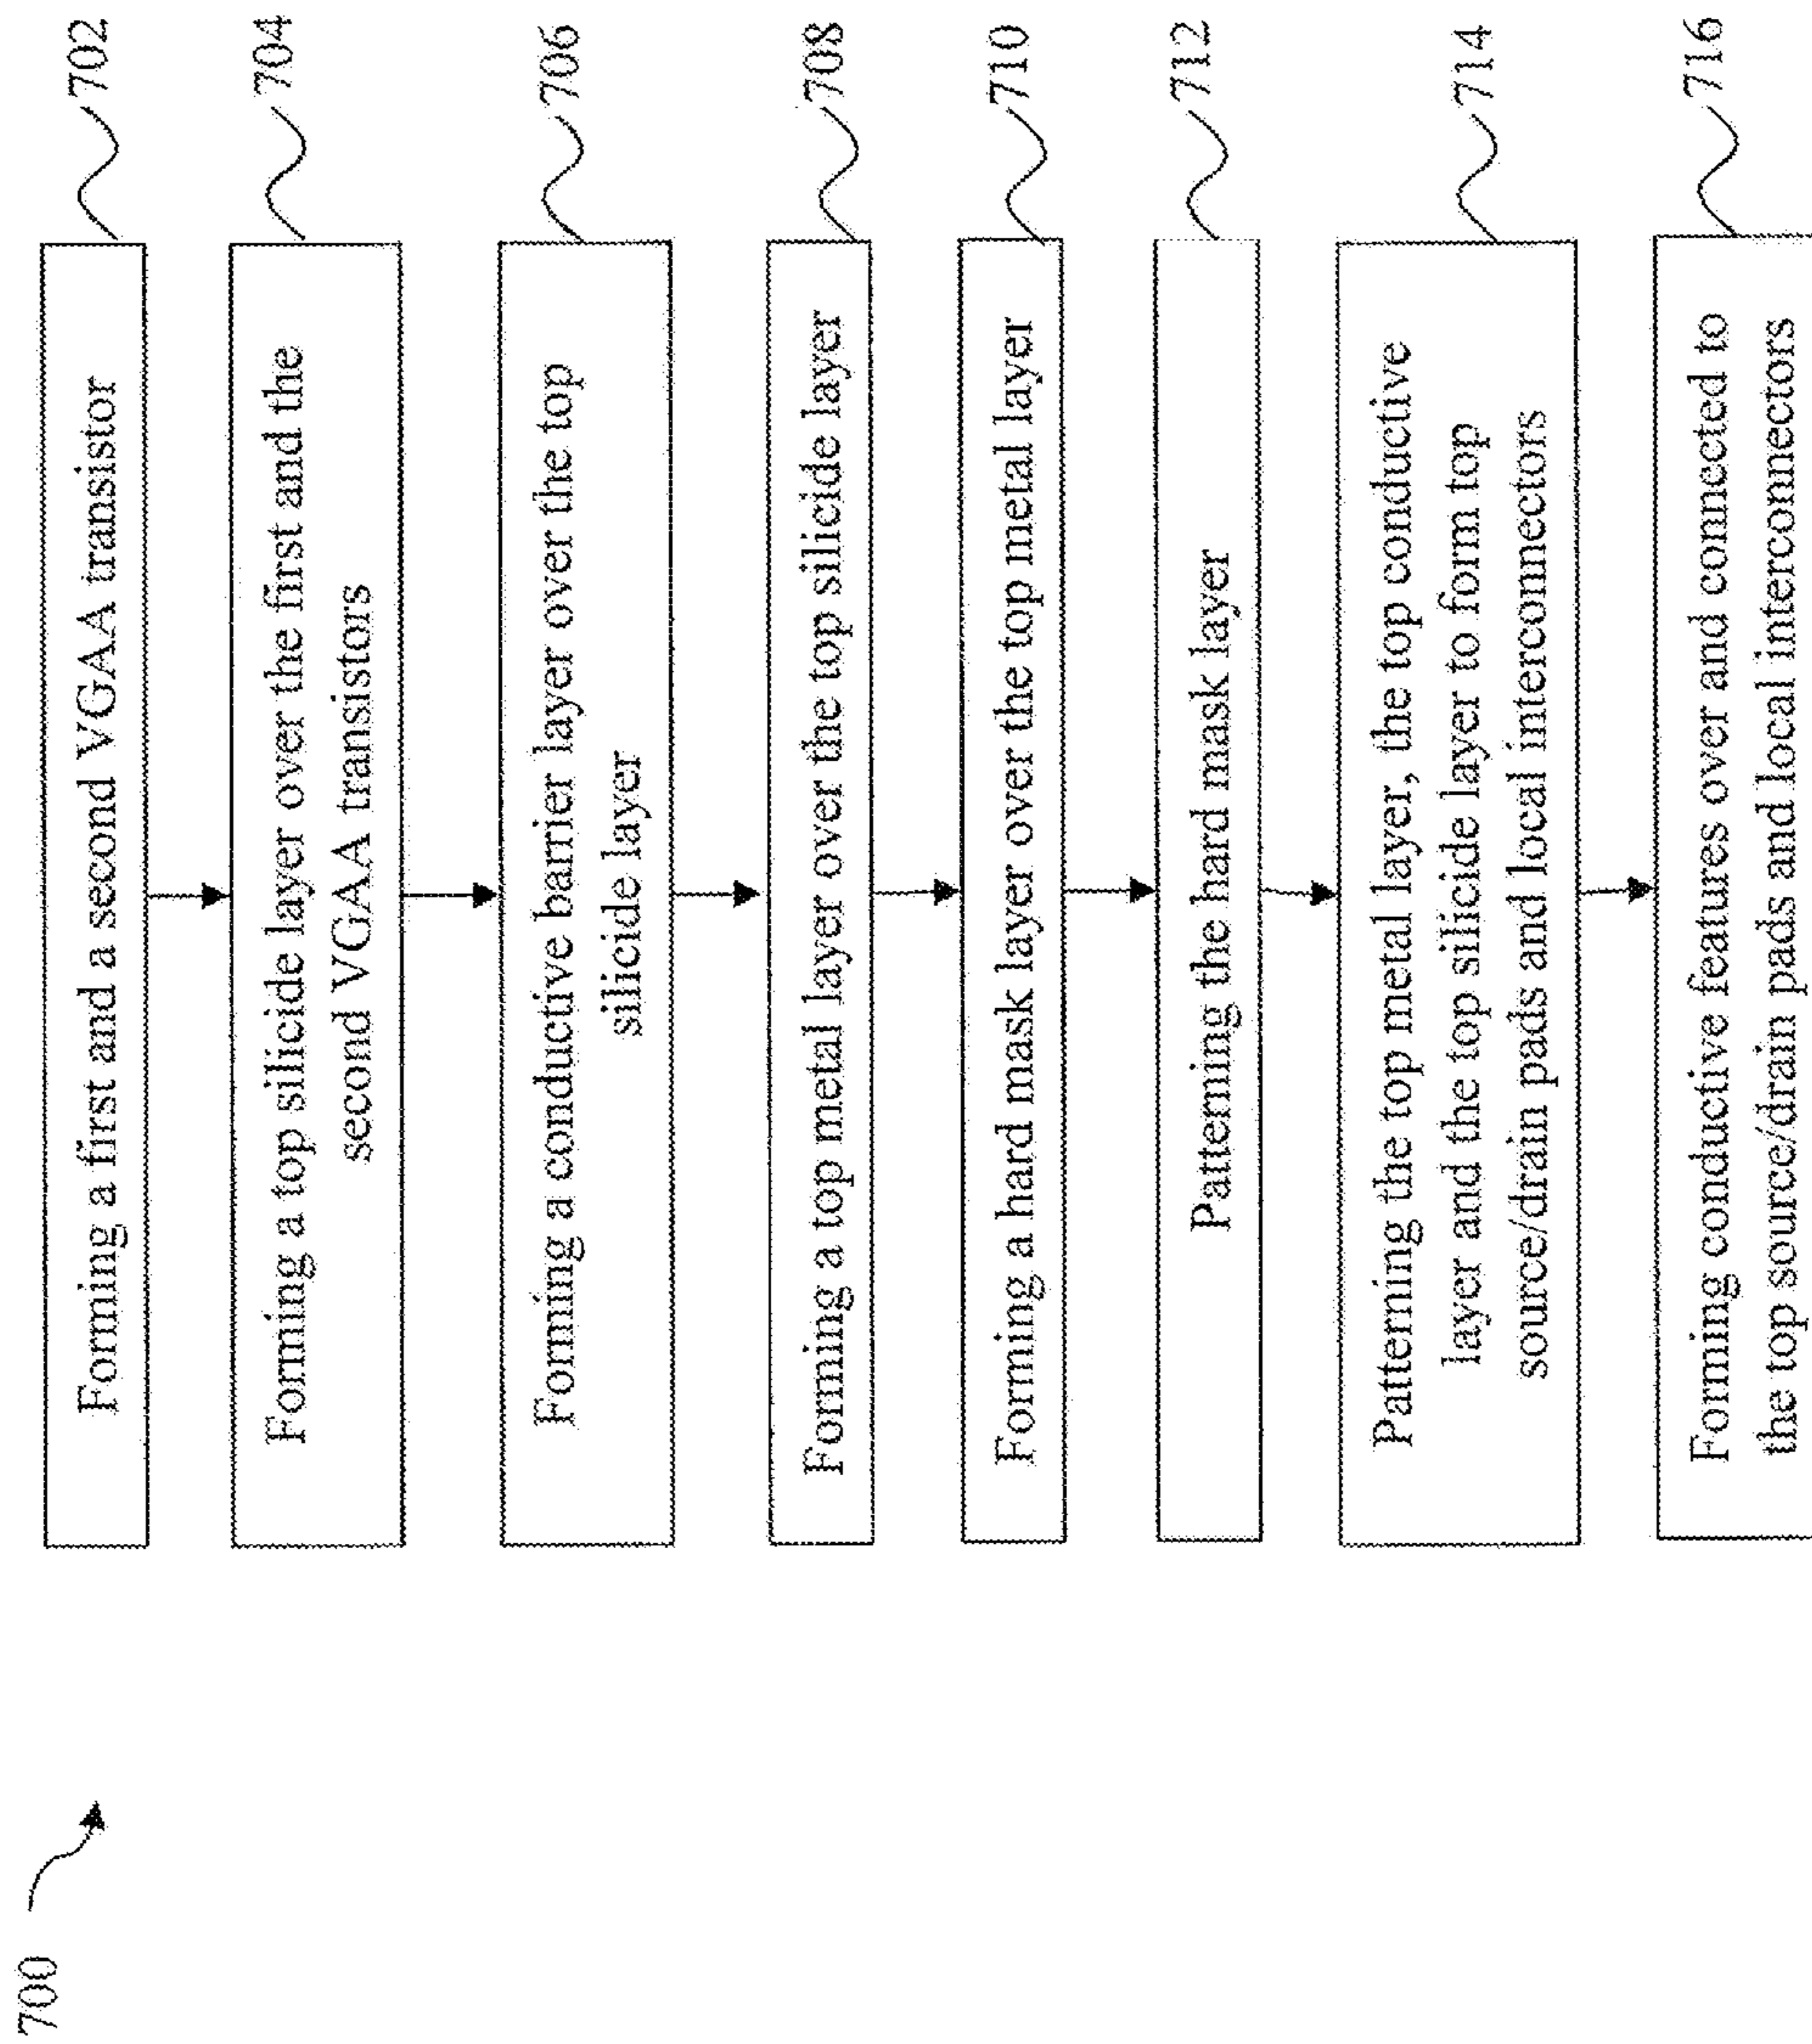 700
Forming a first and a second VGAA transistor
702
Forming a top silicide layer over the first and the
second VGAA transistors
704
Forming a conductive barrier layer over the top
silicide layer
706
Forming a top metal layer over the top silicide layer
708
Forming a hard mask layer over the top metal layer
710
Patterning the hard mask layer
712
Patterning the top metal layer, the top conductive
layer and the top silicide layer to form top
source/drain pads and local interconnectors
714
Forming conductive features over and connected to
the top source/drain pads and local interconnectors
716